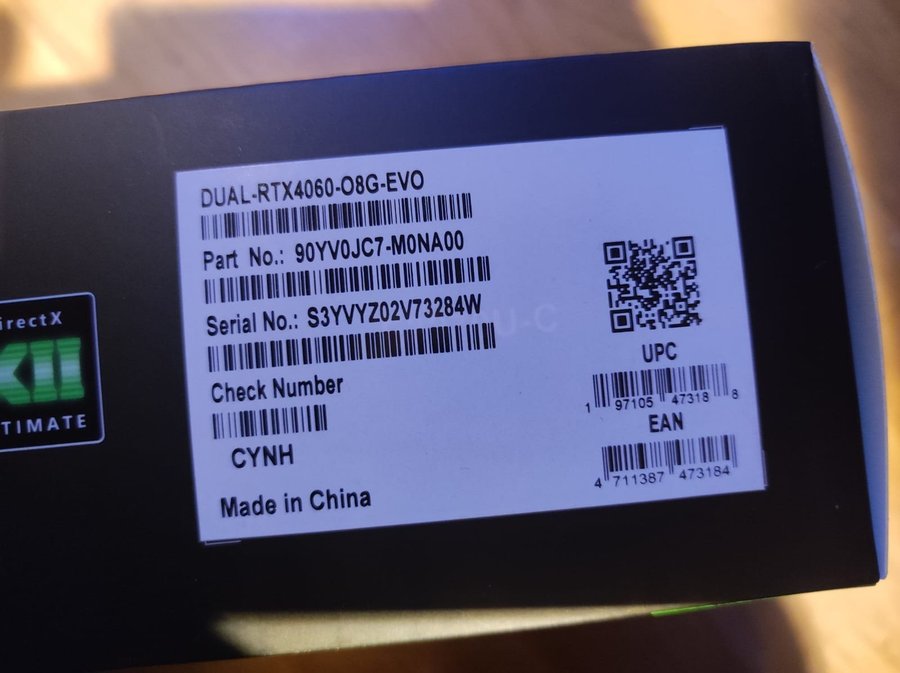 DUAL-RTX4060-O8G-EVO
Part No.: 90YV0JC7-M0NA00
Serial No.: S3YVYZ02V73284W
Check Number
CYNH
Made in China
UPC
1 97105 47318 8
EAN
4 711387 473184
irectX
TIMATE